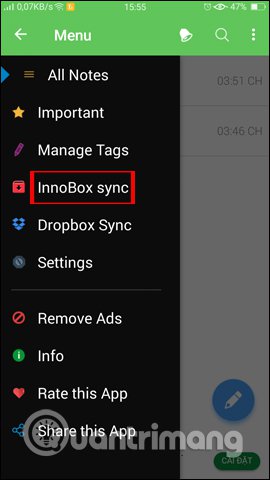 0,07KB/s 15:55 47%
Menu
All Notes
03:51 CH
Important
Manage Tags
03:46 CH
InnoBox sync
Dropbox Sync
Settings
Remove Ads
Info
Rate this App
Share this App
Quantrimang
CÀI ĐẶT